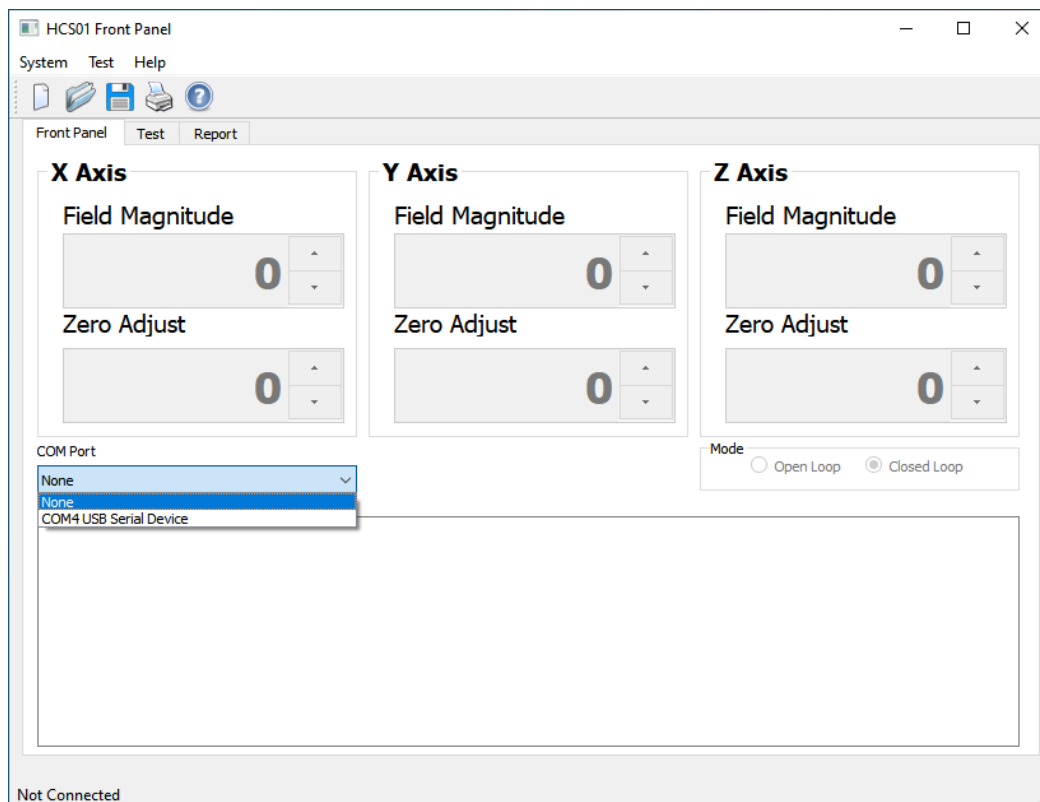 HCS01 Front Panel
System Test Help
Front Panel Test Report
X Axis Y Axis Z Axis
Field Magnitude Field Magnitude Field Magnitude
0 0 0
Zero Adjust Zero Adjust Zero Adjust
0 0 0
COM Port
Mode
Open Loop Closed Loop
None
None
COM4 USB Serial Device
Not Connected